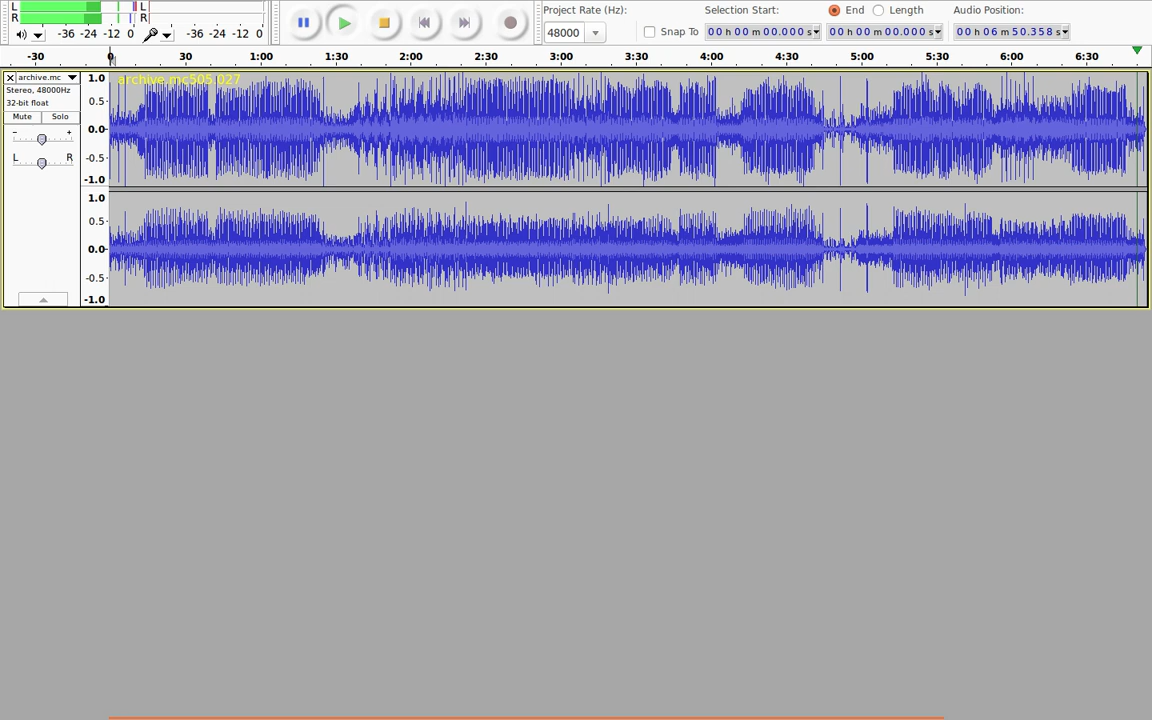 L L
R R
-36 -24 -12 0 -36 -24 -12 0
Project Rate (Hz):
48000
Snap To
Selection Start:
End Length
Audio Position:
00 h 00 m 00.000 s
00 h 00 m 00.000 s
00 h 06 m 50.358 s
-30 0 30 1:00 1:30 2:00 2:30 3:00 3:30 4:00 4:30 5:00 5:30 6:00 6:30
archive.mc
Stereo, 48000Hz
32-bit float
Mute Solo
- +
L R
archive.mc505.027
1.0
0.5-
0.0-
-0.5-
-1.0
1.0
0.5-
0.0-
-0.5-
-1.0